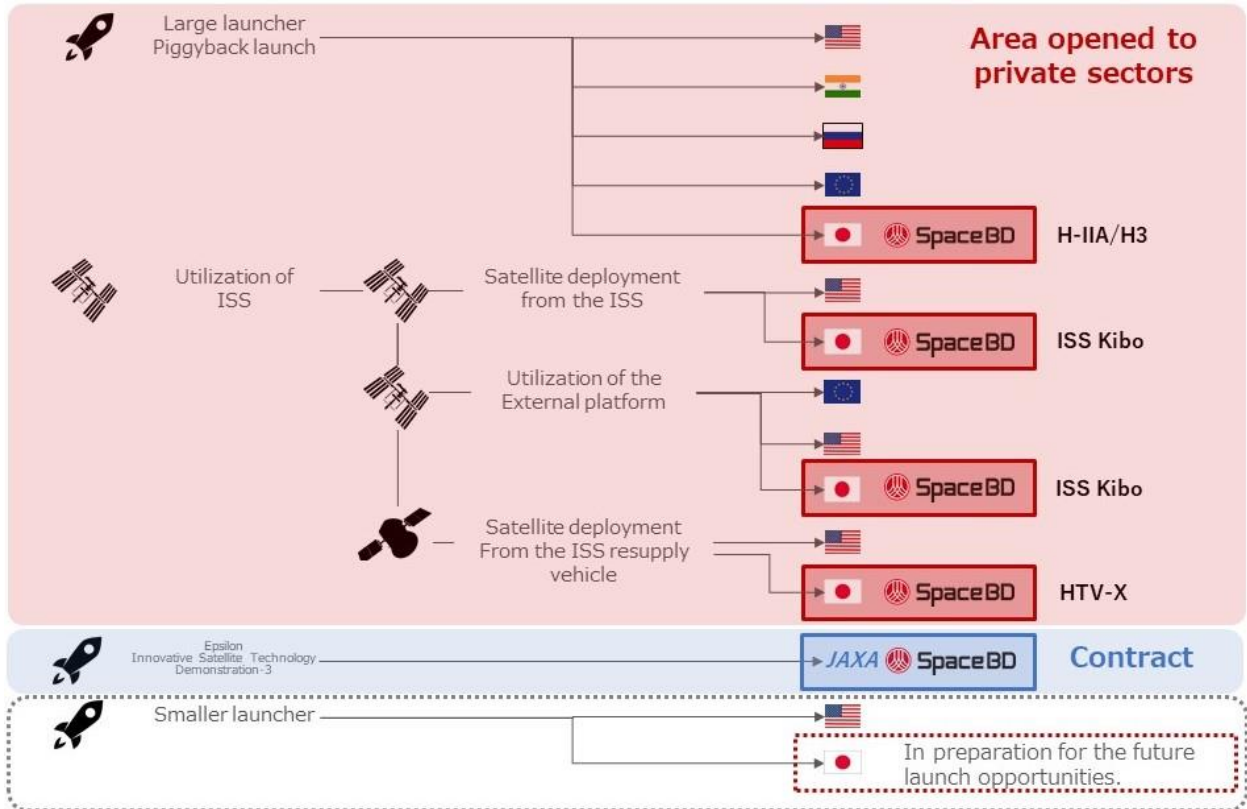 Large launcher
Piggyback launch
Area opened to
private sectors
SpaceBD
H-IIA/H3
Utilization of
ISS
Satellite deployment
from the ISS
SpaceBD
ISS Kibo
Utilization of the
External platform
SpaceBD
ISS Kibo
Satellite deployment
From the ISS resupply
vehicle
SpaceBD
HTV-X
Epsilon
Innovative Satellite Technology
Demonstration-3
JAXA SpaceBD
Contract
Smaller launcher
In preparation for the future
launch opportunities.